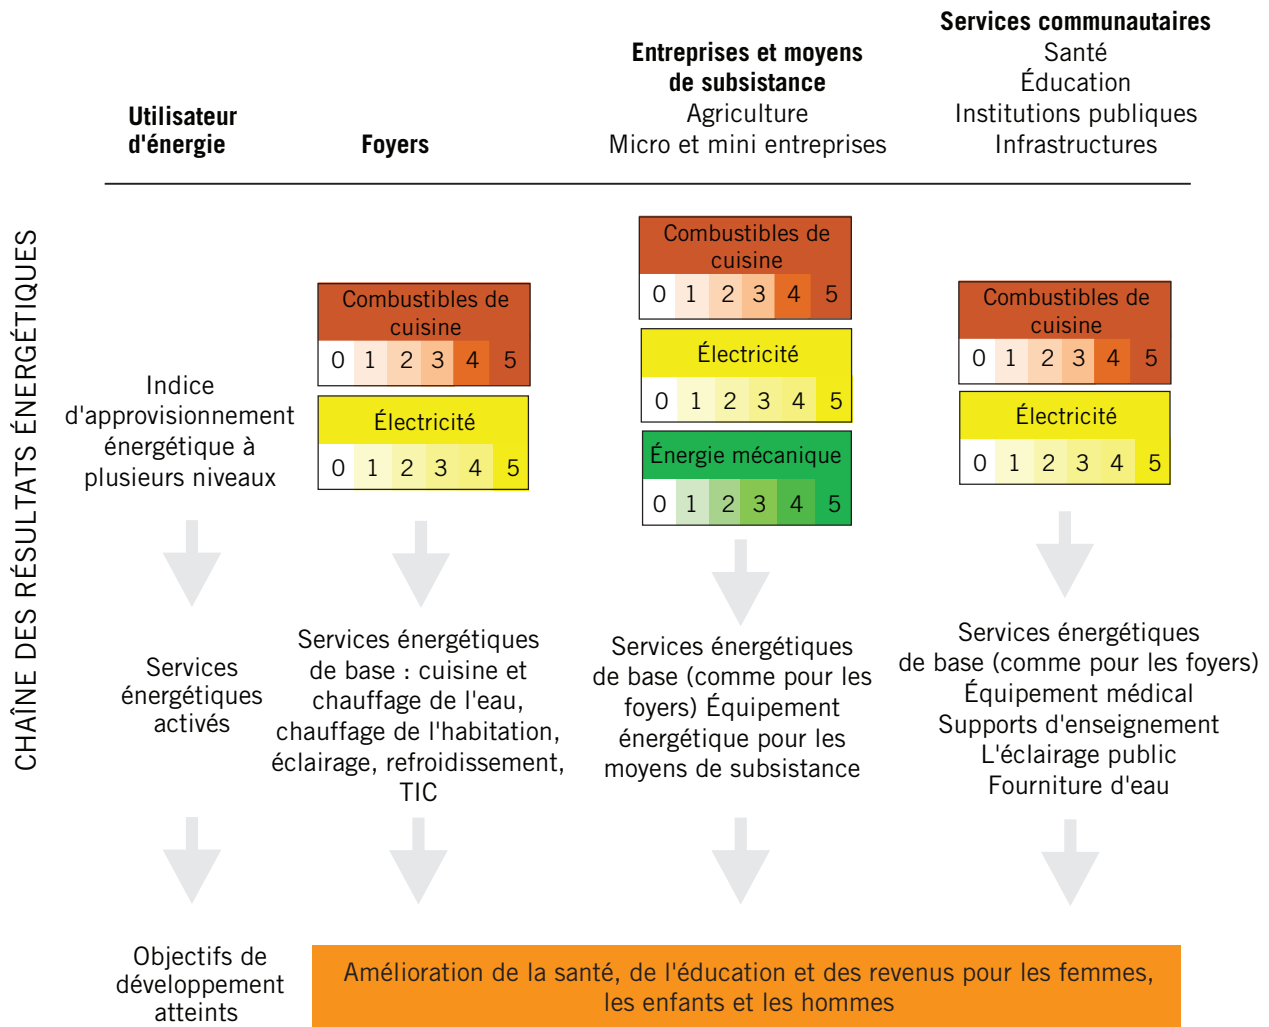 Utilisateur
d'énergie
Foyers
Entreprises et moyens
de subsistance
Agriculture
Micro et mini entreprises
Services communautaires
Santé
Éducation
Institutions publiques
Infrastructures
CHAÎNE DES RÉSULTATS ÉNERGÉTIQUES
Indice
d'approvisionnement
énergétique à
plusieurs niveaux
Combustibles de
cuisine
0 1 2 3 4 5
Électricité
0 1 2 3 4 5
Combustibles de
cuisine
0 1 2 3 4 5
Électricité
0 1 2 3 4 5
Énergie mécanique
0 1 2 3 4 5
Combustibles de
cuisine
0 1 2 3 4 5
Électricité
0 1 2 3 4 5
Services
énergétiques
activés
Services énergétiques
de base : cuisine et
chauffage de l'eau,
chauffage de l'habitation,
éclairage, refroidissement,
TIC
Services énergétiques
de base (comme pour les
foyers) Équipement
énergétique pour les
moyens de subsistance
Services énergétiques
de base (comme pour les foyers)
Équipement médical
Supports d'enseignement
L'éclairage public
Fourniture d'eau
Objectifs de
développement
atteints
Amélioration de la santé, de l'éducation et des revenus pour les femmes,
les enfants et les hommes